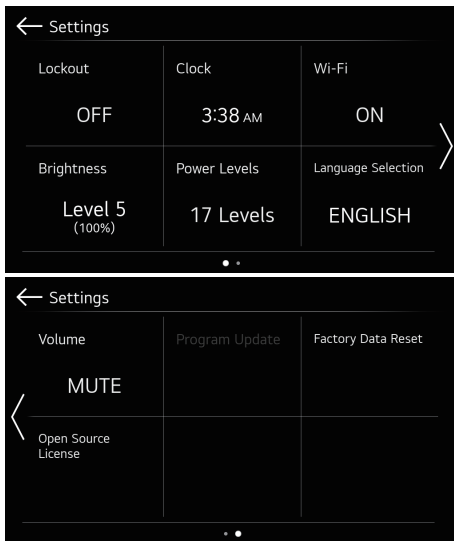 Settings
Lockout
Clock
Wi-Fi
OFF
3:38 AM
ON
Brightness
Power Levels
Language Selection
Level 5
(100%)
17 Levels
ENGLISH
Settings
Volume
Program Update
Factory Data Reset
MUTE
Open Source
License